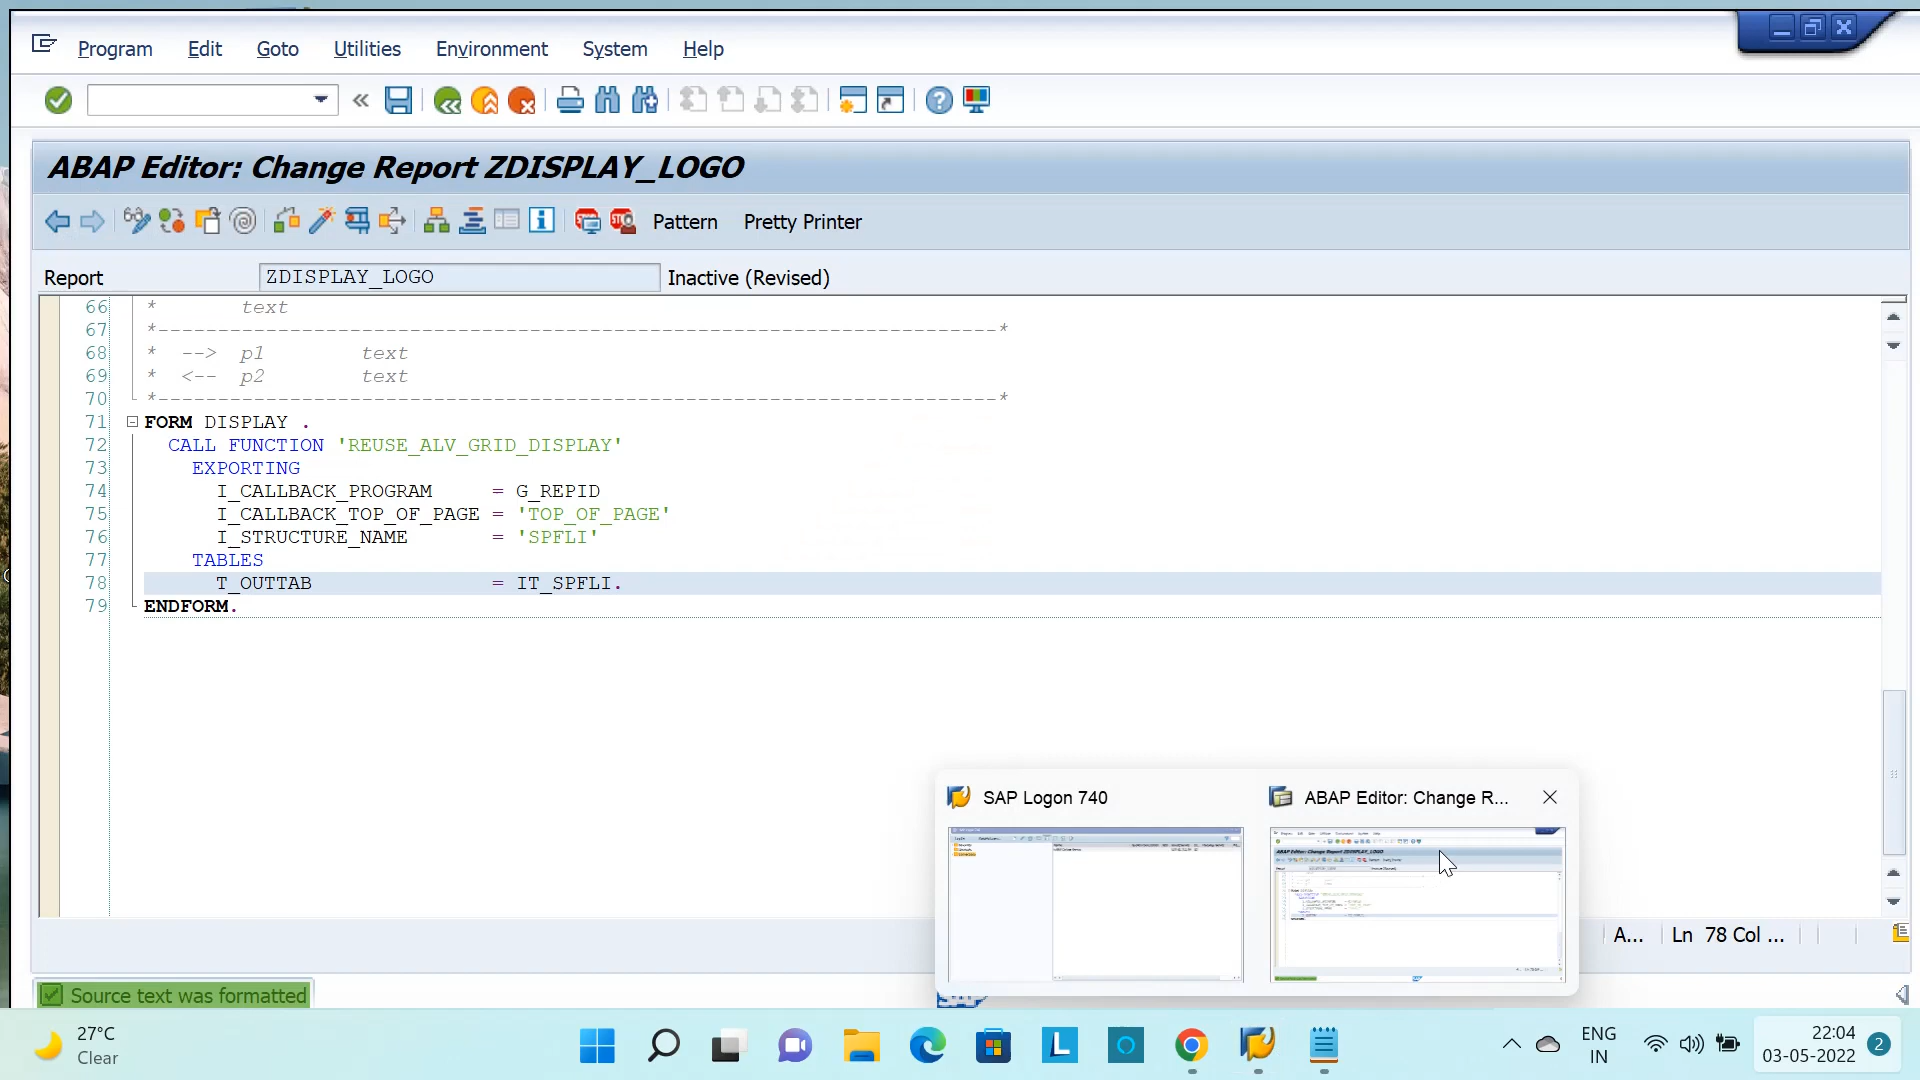 Program Edit Goto Utilities Environment System Help
ABAP Editor: Change Report ZDISPLAY_LOGO
Pattern Pretty Printer
Report ZDISPLAY_LOGO Inactive (Revised)
66 * text
67 *----------------------------------------------------------------------*
68 * --> p1 text
69 * <-- p2 text
70 *----------------------------------------------------------------------*
71 FORM DISPLAY .
72 CALL FUNCTION 'REUSE_ALV_GRID_DISPLAY'
73 EXPORTING
74 I_CALLBACK_PROGRAM = G_REPID
75 I_CALLBACK_TOP_OF_PAGE = 'TOP_OF_PAGE'
76 I_STRUCTURE_NAME = 'SPFLI'
77 TABLES
78 T_OUTTAB = IT_SPFLI.
79 ENDFORM.
SAP Logon 740
ABAP Editor: Change R...
A... Ln 78 Col ...
Source text was formatted
27°C
Clear
ENG
IN
22:04
03-05-2022
2